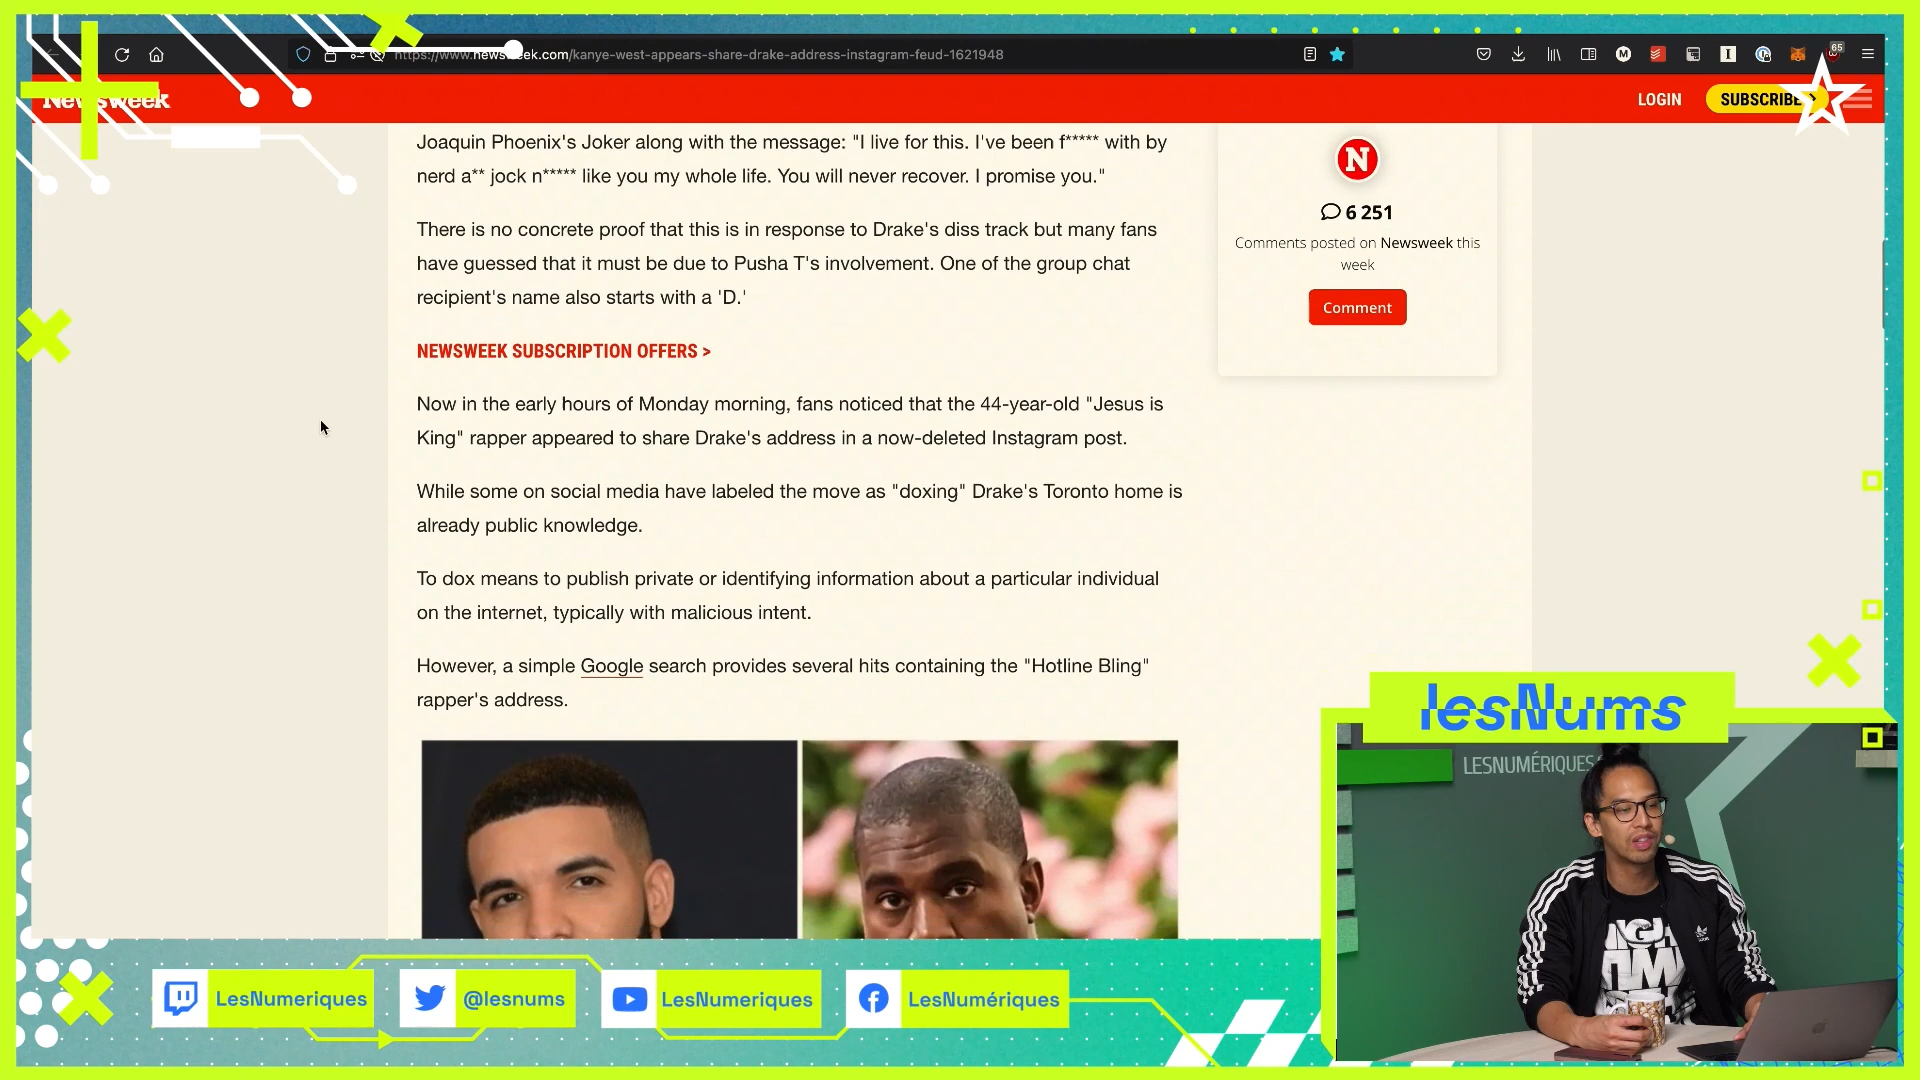 https://www.newsweek.com/kanye-west-appears-share-drake-address-instagram-feud-1621948
65
Newsweek
LOGIN
SUBSCRIBE >
Joaquin Phoenix's Joker along with the message: "I live for this. I've been f***** with by
nerd a** jock n***** like you my whole life. You will never recover. I promise you."
There is no concrete proof that this is in response to Drake's diss track but many fans
have guessed that it must be due to Pusha T's involvement. One of the group chat
recipient's name also starts with a 'D.'
NEWSWEEK SUBSCRIPTION OFFERS >
Now in the early hours of Monday morning, fans noticed that the 44-year-old "Jesus is
King" rapper appeared to share Drake's address in a now-deleted Instagram post.
While some on social media have labeled the move as "doxing" Drake's Toronto home is
already public knowledge.
To dox means to publish private or identifying information about a particular individual
on the internet, typically with malicious intent.
However, a simple Google search provides several hits containing the "Hotline Bling"
rapper's address.
N
6 251
Comments posted on Newsweek this
week
Comment
lesNums
LESNUMÉRIQUES
LesNumeriques
@lesnums
LesNumeriques
LesNumériques